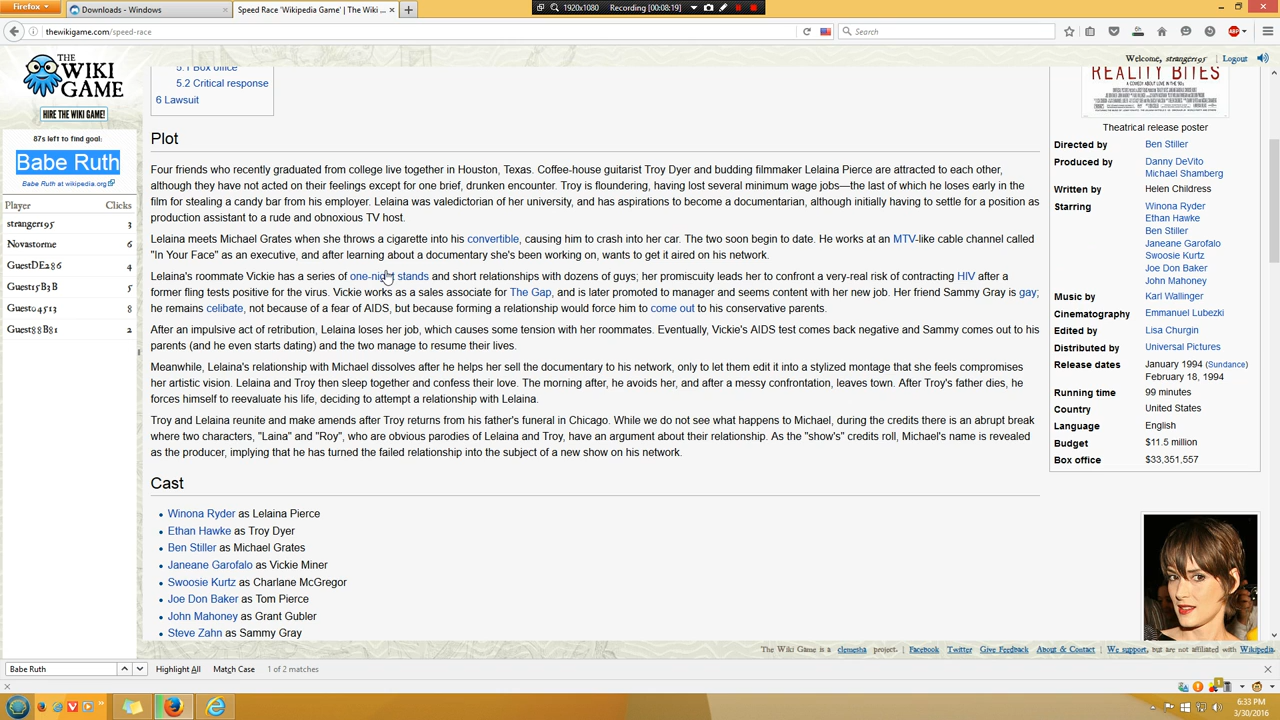 Firefox
Downloads - Windows
Speed Race 'Wikipedia Game' | The Wiki ...
1920x1080
Recording [00:08:19]
thewikigame.com/speed-race
Search
THE WIKI GAME
HIRE THE WIKI GAME!
Welcome, stranger195
Logout
87s left to find goal:
Babe Ruth
Babe Ruth at wikipedia.org
Player Clicks
stranger195 3
Novastorme 6
GuestDE286 4
Guest15B3B 5
Guest04513 8
Guest88B81 2
5.1 Box office
5.2 Critical response
6 Lawsuit
Plot
Four friends who recently graduated from college live together in Houston, Texas. Coffee-house guitarist Troy Dyer and budding filmmaker Lelaina Pierce are attracted to each other,
although they have not acted on their feelings except for one brief, drunken encounter. Troy is floundering, having lost several minimum wage jobs—the last of which he loses early in the
film for stealing a candy bar from his employer. Lelaina was valedictorian of her university, and has aspirations to become a documentarian, although initially having to settle for a position as
production assistant to a rude and obnoxious TV host.
Lelaina meets Michael Grates when she throws a cigarette into his convertible, causing him to crash into her car. The two soon begin to date. He works at an MTV-like cable channel called
"In Your Face" as an executive, and after learning about a documentary she's been working on, wants to get it aired on his network.
Lelaina's roommate Vickie has a series of one-night stands and short relationships with dozens of guys; her promiscuity leads her to confront a very-real risk of contracting HIV after a
former fling tests positive for the virus. Vickie works as a sales associate for The Gap, and is later promoted to manager and seems content with her new job. Her friend Sammy Gray is gay;
he remains celibate, not because of a fear of AIDS, but because forming a relationship would force him to come out to his conservative parents.
After an impulsive act of retribution, Lelaina loses her job, which causes some tension with her roommates. Eventually, Vickie's AIDS test comes back negative and Sammy comes out to his
parents (and he even starts dating) and the two manage to resume their lives.
Meanwhile, Lelaina's relationship with Michael dissolves after he helps her sell the documentary to his network, only to let them edit it into a stylized montage that she feels compromises
her artistic vision. Lelaina and Troy then sleep together and confess their love. The morning after, he avoids her, and after a messy confrontation, leaves town. After Troy's father dies, he
forces himself to reevaluate his life, deciding to attempt a relationship with Lelaina.
Troy and Lelaina reunite and make amends after Troy returns from his father's funeral in Chicago. While we do not see what happens to Michael, during the credits there is an abrupt break
where two characters, "Laina" and "Roy", who are obvious parodies of Lelaina and Troy, have an argument about their relationship. As the "show's" credits roll, Michael's name is revealed
as the producer, implying that he has turned the failed relationship into the subject of a new show on his network.
Cast
Winona Ryder as Lelaina Pierce
Ethan Hawke as Troy Dyer
Ben Stiller as Michael Grates
Janeane Garofalo as Vickie Miner
Swoosie Kurtz as Charlane McGregor
Joe Don Baker as Tom Pierce
John Mahoney as Grant Gubler
Steve Zahn as Sammy Gray
REALITY BITES
A COMEDY ABOUT LOVE IN THE '90S
Theatrical release poster
Directed by Ben Stiller
Produced by Danny DeVito
Michael Shamberg
Written by Helen Childress
Starring Winona Ryder
Ethan Hawke
Ben Stiller
Janeane Garofalo
Swoosie Kurtz
Joe Don Baker
John Mahoney
Music by Karl Wallinger
Cinematography Emmanuel Lubezki
Edited by Lisa Churgin
Distributed by Universal Pictures
Release dates January 1994 (Sundance)
February 18, 1994
Running time 99 minutes
Country United States
Language English
Budget $11.5 million
Box office $33,351,557
The Wiki Game is a clemesha project. | Facebook Twitter Give Feedback About & Contact | We support, but are not affiliated with Wikipedia.
Babe Ruth
Highlight All
Match Case
1 of 2 matches
6:33 PM
3/30/2016